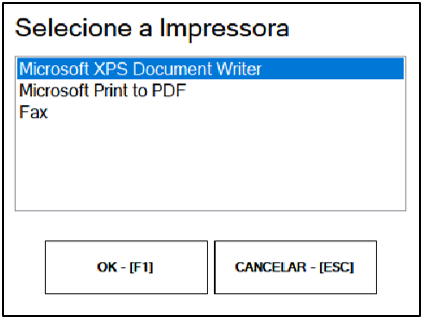 Selecione a Impressora
Microsoft XPS Document Writer
Microsoft Print to PDF
Fax
OK - [F1]
CANCELAR - [ESC]